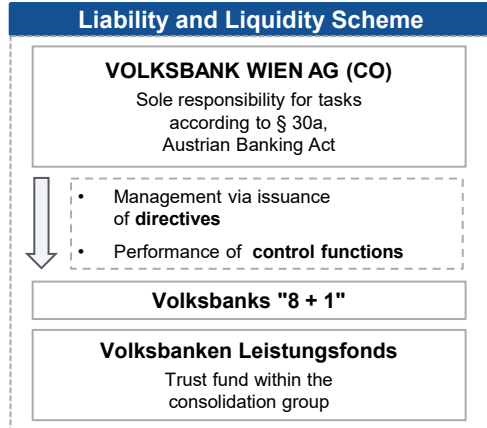 Liability and Liquidity Scheme
VOLKSBANK WIEN AG (CO)
Sole responsibility for tasks
according to § 30a,
Austrian Banking Act
• Management via issuance
of directives
• Performance of control functions
Volksbanks "8 + 1"
Volksbanken Leistungsfonds
Trust fund within the
consolidation group